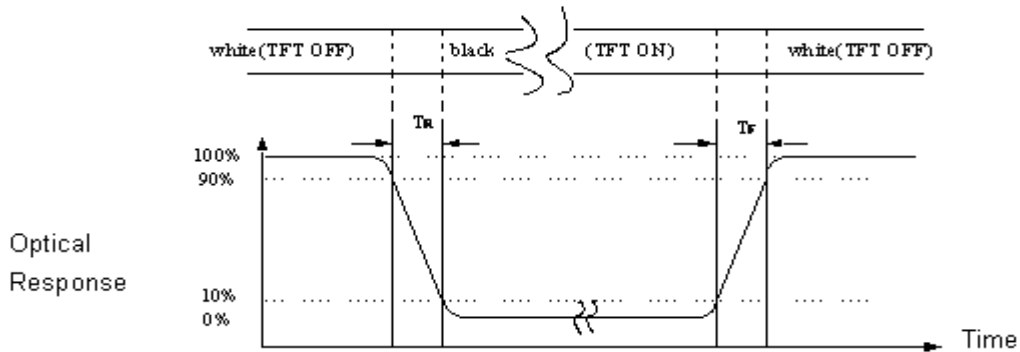 white(TFT OFF) black (TFT ON) white(TFT OFF)
TR TF
100%
90%
Optical
Response
10%
0%
Time